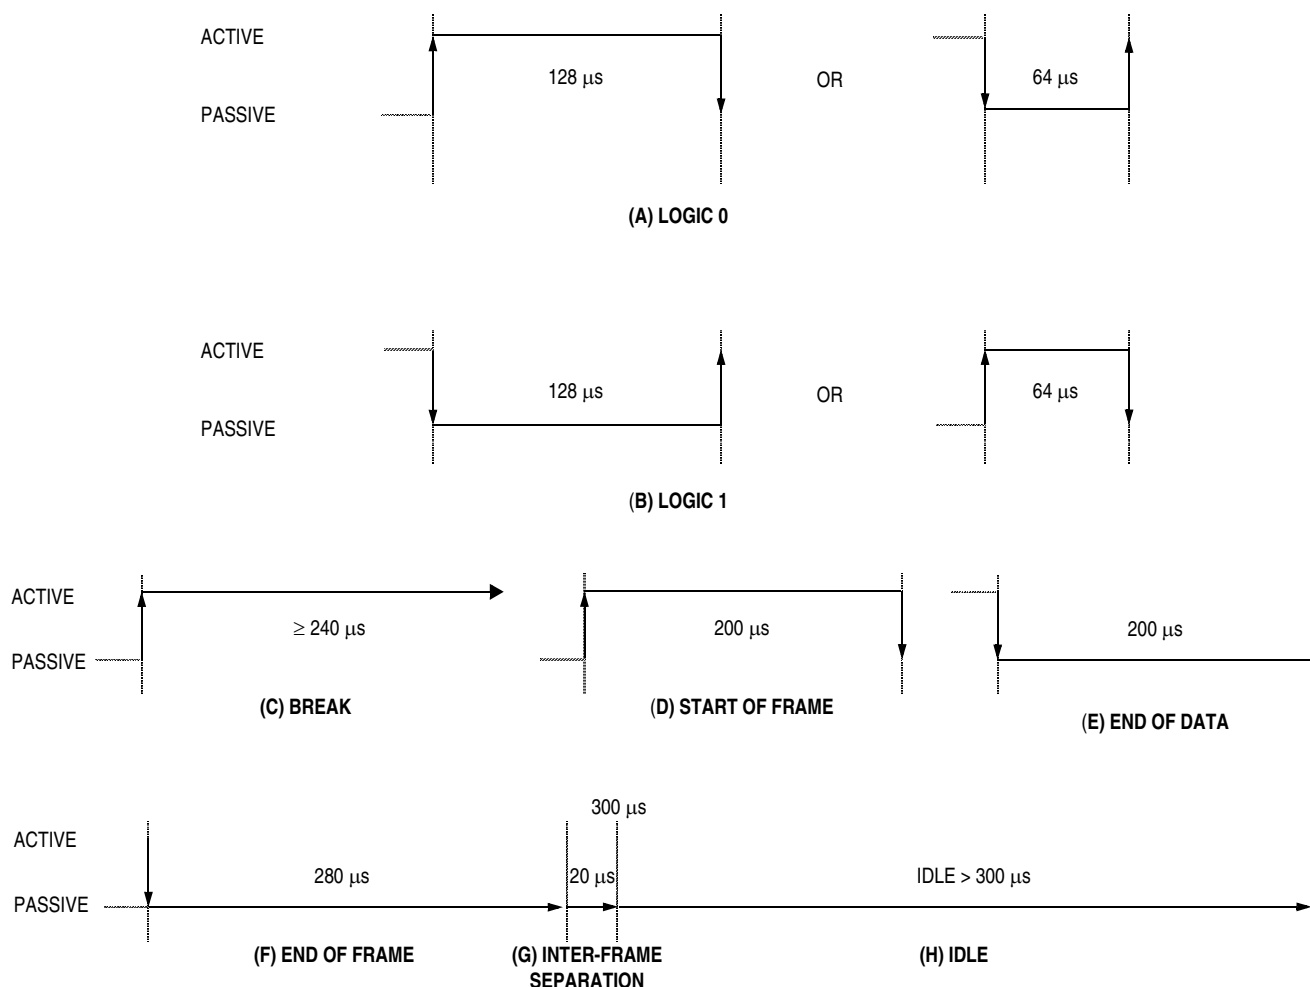 ACTIVE
128 μs
OR
64 μs
PASSIVE
(A) LOGIC 0
ACTIVE
128 μs
OR
64 μs
PASSIVE
(B) LOGIC 1
ACTIVE
≥ 240 μs
200 μs
200 μs
PASSIVE
(C) BREAK
(D) START OF FRAME
(E) END OF DATA
300 μs
ACTIVE
280 μs
20 μs
IDLE > 300 μs
PASSIVE
(F) END OF FRAME
(G) INTER-FRAME
SEPARATION
(H) IDLE